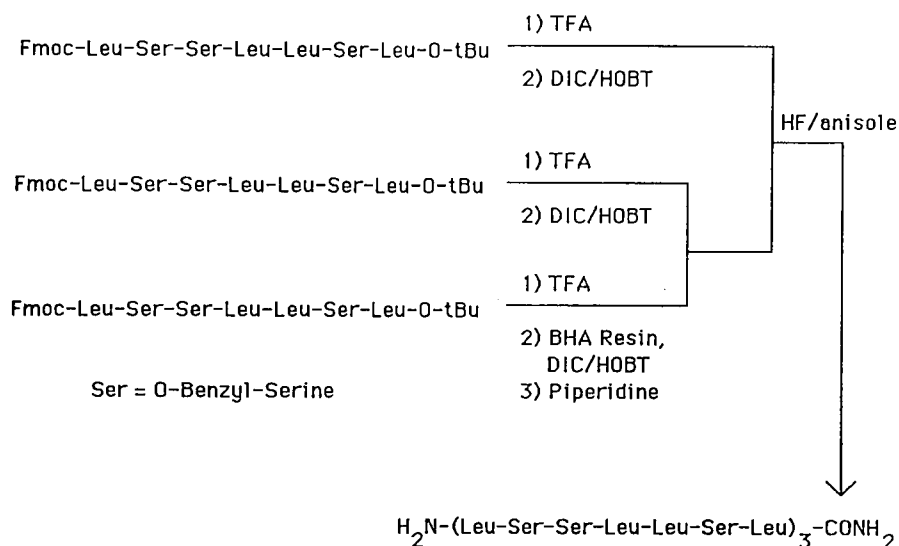 1) TFA
Fmoc-Leu-Ser-Ser-Leu-Leu-Ser-Leu-O-tBu
2) DIC/HOBT
HF/anisole
1) TFA
Fmoc-Leu-Ser-Ser-Leu-Leu-Ser-Leu-O-tBu
2) DIC/HOBT
1) TFA
Fmoc-Leu-Ser-Ser-Leu-Leu-Ser-Leu-O-tBu
2) BHA Resin,
DIC/HOBT
Ser = O-Benzyl-Serine
3) Piperidine
H2N-(Leu-Ser-Ser-Leu-Leu-Ser-Leu)3-CONH2